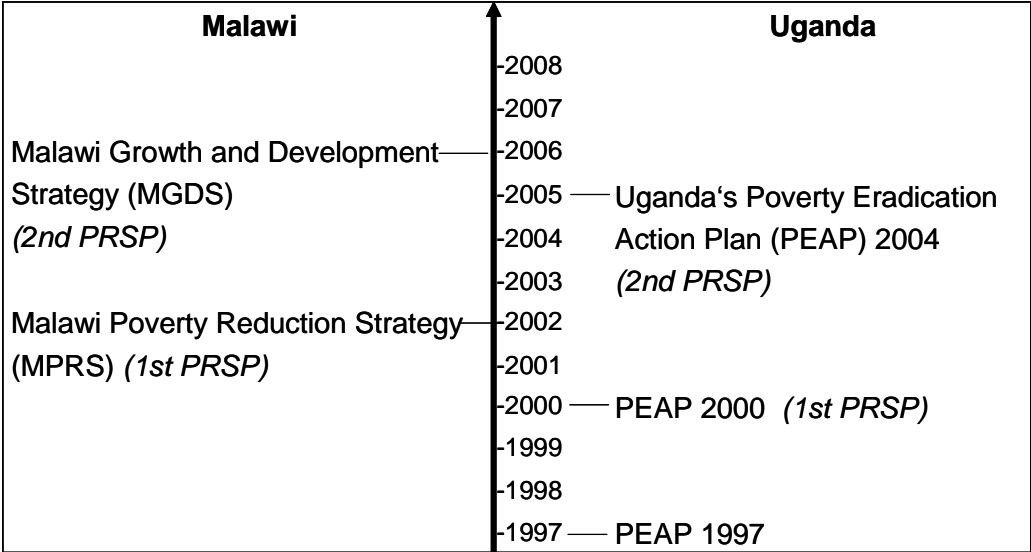 Malawi
Uganda
-2008
-2007
Malawi Growth and Development
-2006
Strategy (MGDS)
-2005
Uganda‘s Poverty Eradication
(2nd PRSP)
-2004
Action Plan (PEAP) 2004
-2003
(2nd PRSP)
Malawi Poverty Reduction Strategy
-2002
(MPRS) (1st PRSP)
-2001
-2000
PEAP 2000 (1st PRSP)
-1999
-1998
-1997
PEAP 1997